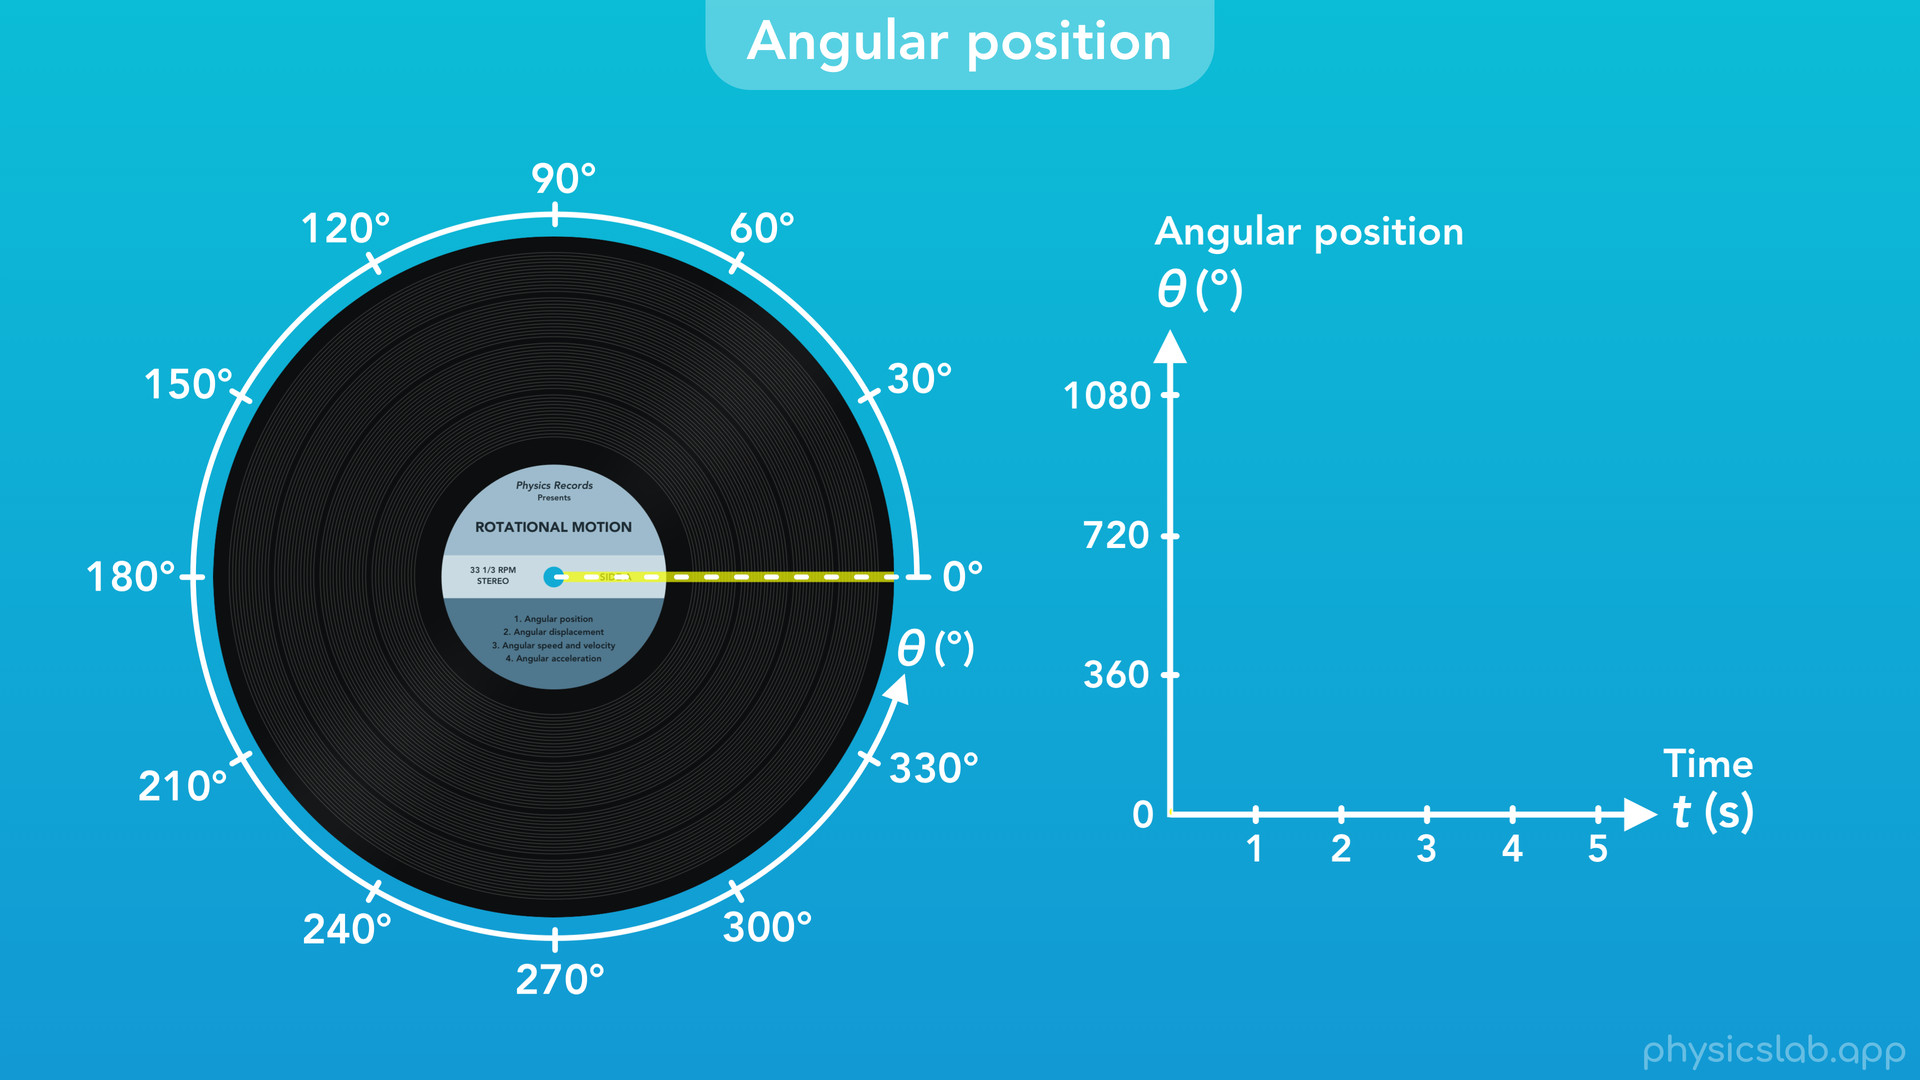 Angular position
90°
120°
60°
150°
30°
180°
0°
210°
330°
240°
300°
270°
θ (°)
Physics Records
Presents
ROTATIONAL MOTION
33 1/3 RPM
STEREO
SIDE A
1. Angular position
2. Angular displacement
3. Angular speed and velocity
4. Angular acceleration
Angular position
θ (°)
1080
720
360
0
1 2 3 4 5
Time
t (s)
physicslab.app